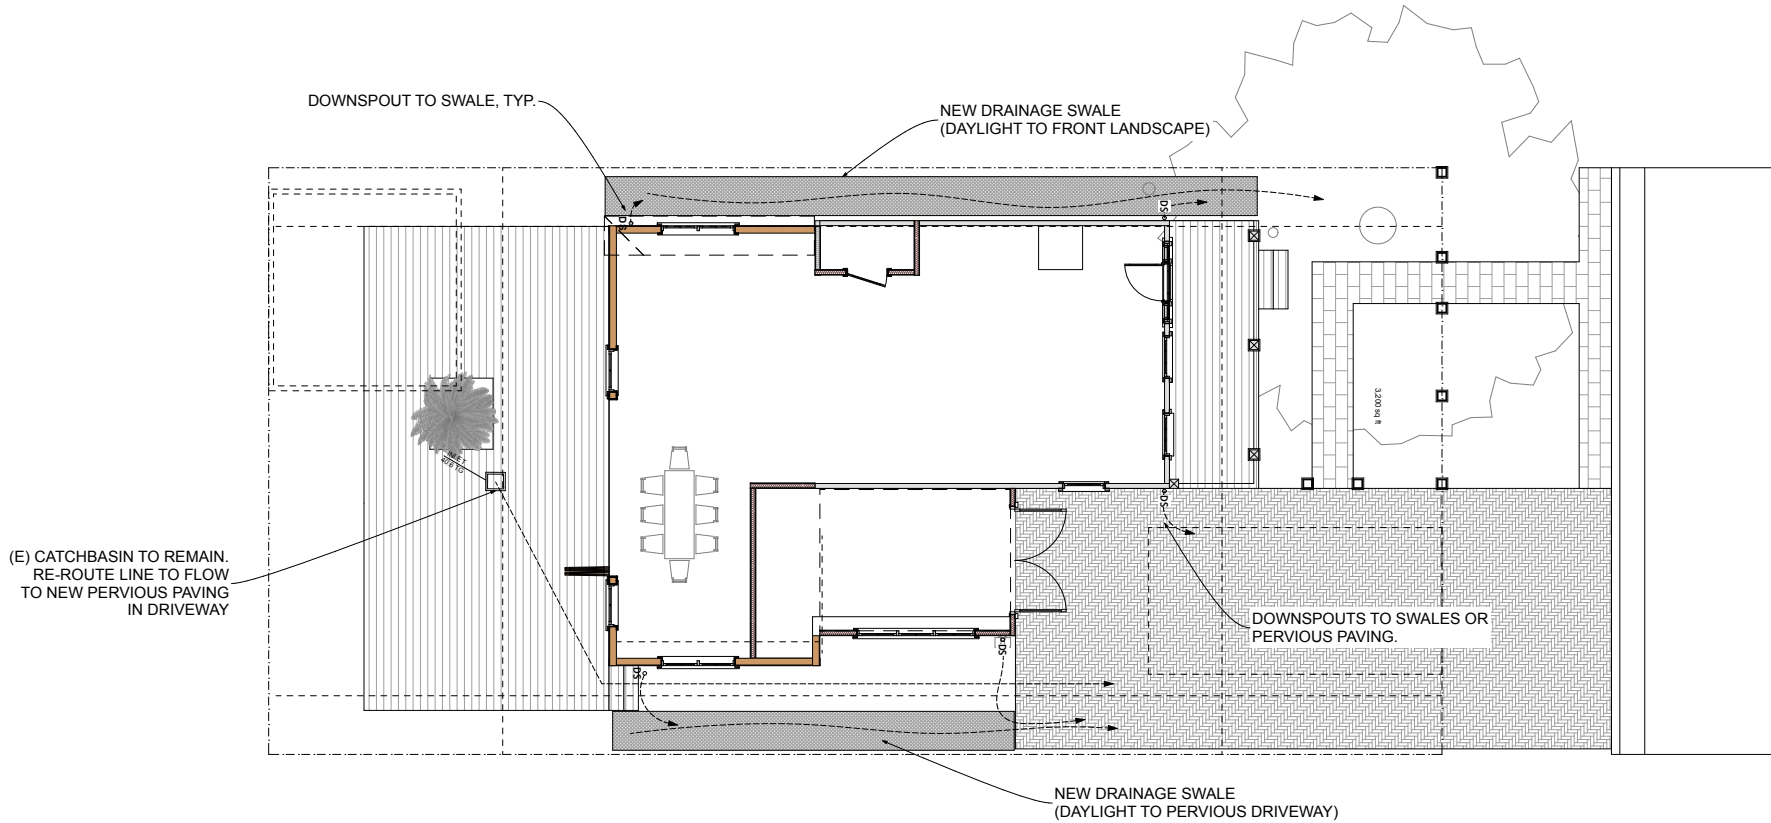 DOWNSPOUT TO SWALE, TYP.
NEW DRAINAGE SWALE
(DAYLIGHT TO FRONT LANDSCAPE)
DS
DS
3,200 sq ft
INLET
(E) CATCHBASIN TO REMAIN.
RE-ROUTE LINE TO FLOW
TO NEW PERVIOUS PAVING
IN DRIVEWAY
DS
DOWNSPOUTS TO SWALES OR
PERVIOUS PAVING.
DS
DS
NEW DRAINAGE SWALE
(DAYLIGHT TO PERVIOUS DRIVEWAY)